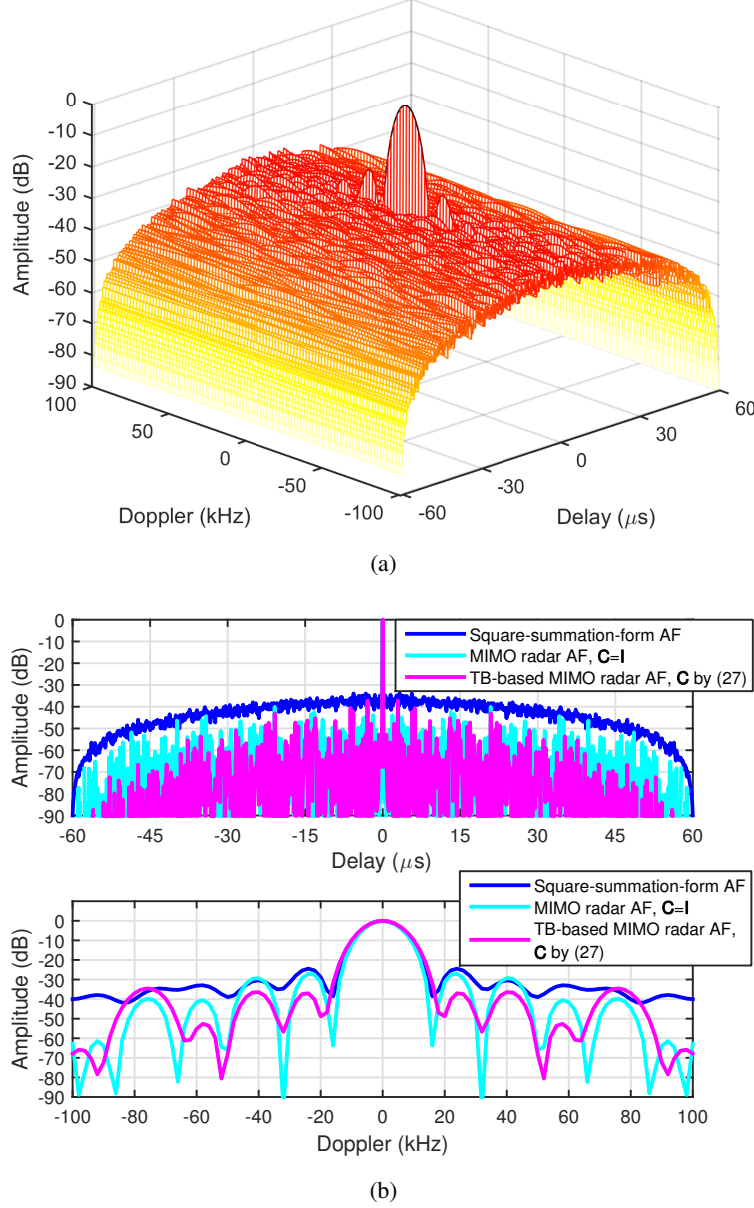 0
-10
-20
-30
-40
-50
-60
-70
-80
-90
Amplitude (dB)
100
50
0
-50
-100
Doppler (kHz)
-60
-30
0
30
60
Delay (μs)
(a)
0
-10
-20
-30
-40
-50
-60
-70
-80
-90
Amplitude (dB)
Square-summation-form AF
MIMO radar AF, C=I
TB-based MIMO radar AF, C by (27)
-60 -45 -30 -15 0 15 30 45 60
Delay (μs)
0
-10
-20
-30
-40
-50
-60
-70
-80
-90
Amplitude (dB)
Square-summation-form AF
MIMO radar AF, C=I
TB-based MIMO radar AF,
C by (27)
-100 -80 -60 -40 -20 0 20 40 60 80 100
Doppler (kHz)
(b)